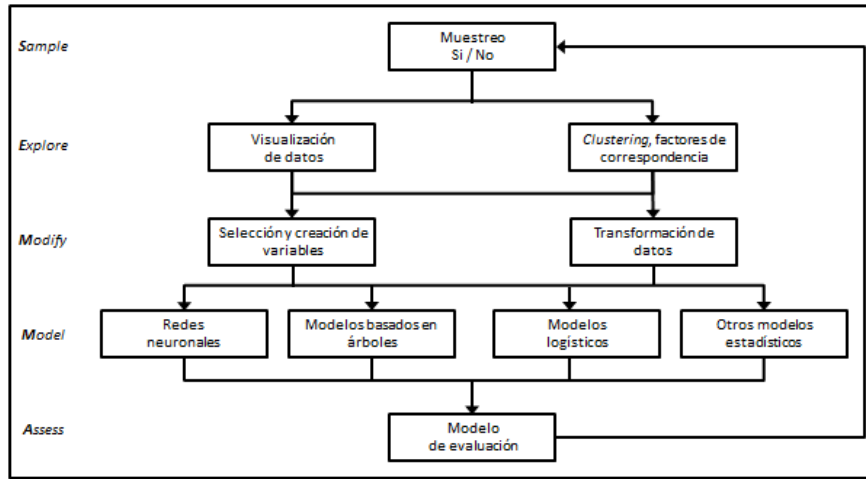 Sample
Muestreo
Si / No
Explore
Visualización
de datos
Clustering, factores de
correspondencia
Modify
Selección y creación de
variables
Transformación de
datos
Model
Redes
neuronales
Modelos basados en
árboles
Modelos
logísticos
Otros modelos
estadísticos
Assess
Modelo
de evaluación